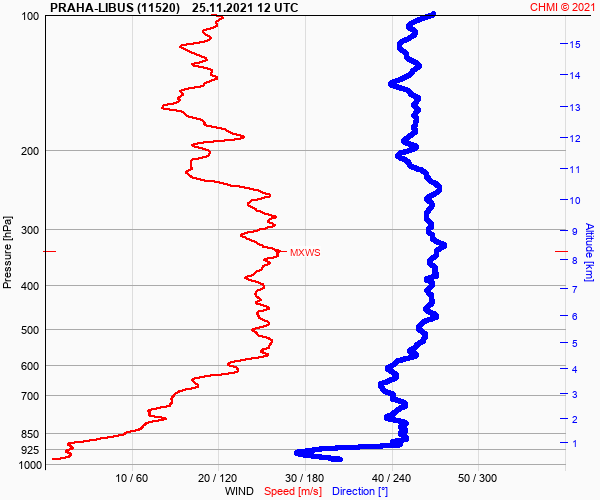 PRAHA-LIBUS (11520) 25.11.2021 12 UTC
CHMI © 2021
100
200
300
400
500
600
700
850
925
1000
Pressure [hPa]
15
14
13
12
11
10
9
8
7
6
5
4
3
2
1
Altitude [km]
MXWS
10 / 60
20 / 120
30 / 180
40 / 240
50 / 300
WIND Speed [m/s] Direction [°]